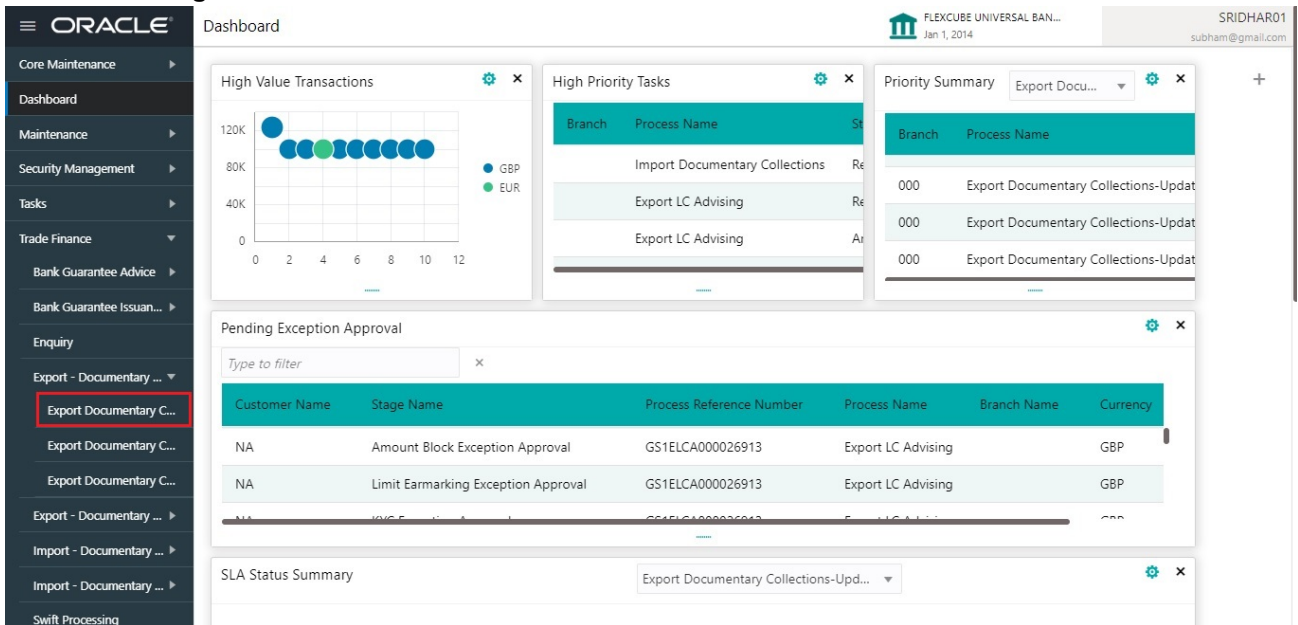 ORACLE
Dashboard
FLEXCUBE UNIVERSAL BAN...
Jan 1, 2014
SRIDHAR01
subham@gmail.com
Core Maintenance
Dashboard
Maintenance
Security Management
Tasks
Trade Finance
Bank Guarantee Advice
Bank Guarantee Issuan...
Enquiry
Export - Documentary ...
Export Documentary C...
Export Documentary C...
Export Documentary C...
Export - Documentary ...
Import - Documentary ...
Import - Documentary ...
Swift Processing
High Value Transactions
120K
80K
40K
0
0 2 4 6 8 10 12
GBP
EUR
High Priority Tasks
Branch Process Name St
Import Documentary Collections Re
Export LC Advising Re
Export LC Advising Ar
Priority Summary Export Docu...
Branch Process Name
000 Export Documentary Collections-Updat
000 Export Documentary Collections-Updat
000 Export Documentary Collections-Updat
Pending Exception Approval
Type to filter
Customer Name Stage Name Process Reference Number Process Name Branch Name Currency
NA Amount Block Exception Approval GS1ELCA000026913 Export LC Advising GBP
NA Limit Earmarking Exception Approval GS1ELCA000026913 Export LC Advising GBP
SLA Status Summary Export Documentary Collections-Upd...